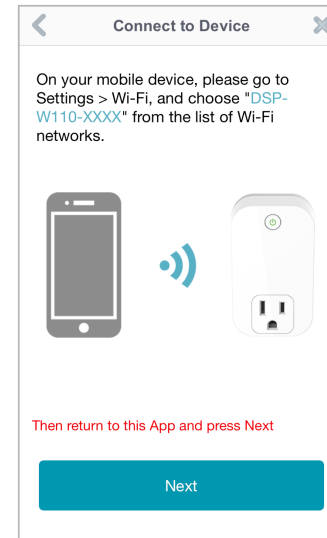 Connect to Device
On your mobile device, please go to
Settings > Wi-Fi, and choose "DSP-
W110-XXXX" from the list of Wi-Fi
networks.
Then return to this App and press Next
Next